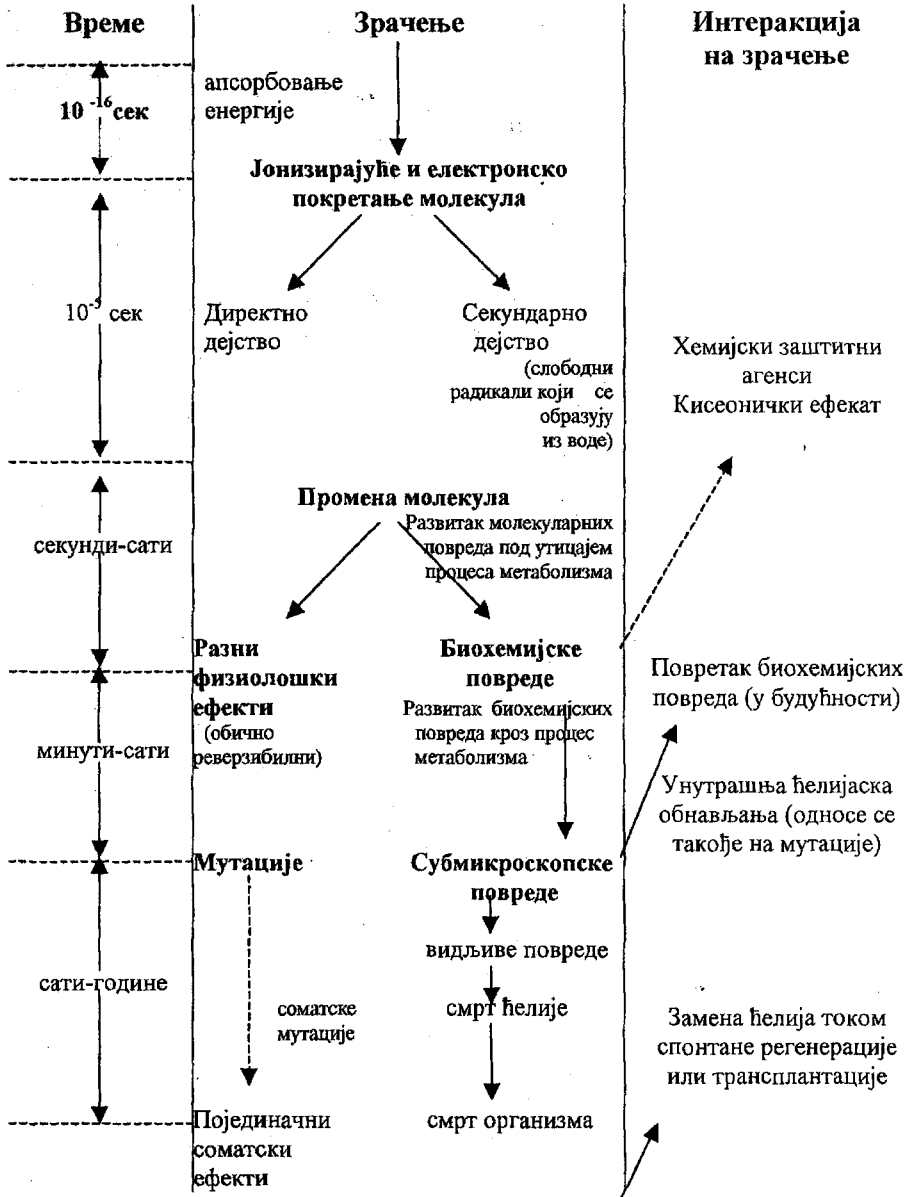 Време
Зрачење
Интеракција
на зрачење
10 -16 сек
апсорбовање
енергије
Јонизирајуће и електронско
покретање молекула
10-5 сек
Директно
дејство
Секундарно
дејство
(слободни
радикали који се
образују
из воде)
Хемијски заштитни
агенси
Кисеонички ефекат
секунди-сати
Промена молекула
Развитак молекуларних
повреда под утицајем
процеса метаболизма
Разни
физиолошки
ефекти
(обично
реверзибилни)
Биохемијске
повреде
Развитак биохемијских
повреда кроз процес
метаболизма
минути-сати
Повретак биохемијских
повреда (у будућности)
Унутрашња ћелијаска
обнављања (односе се
такође на мутације)
Мутације
Субмикроскопске
повреде
видљиве повреде
сати-године
соматске
мутације
смрт ћелије
Замена ћелија током
спонтане регенерације
или трансплантације
Појединачни
соматски
ефекти
смрт организма